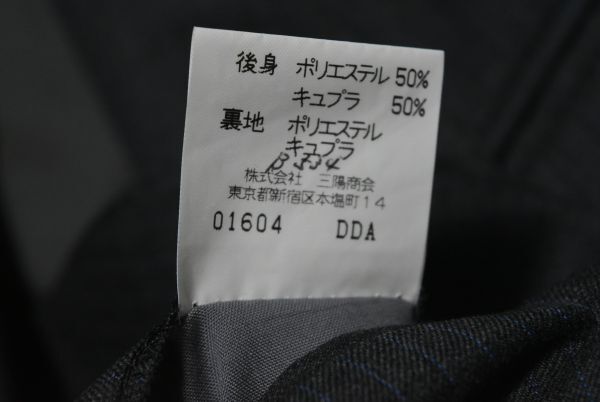 後身 ポリエステル 50%
キュプラ 50%
裏地 ポリエステル
キュプラ
B 334
株式会社 三陽商会
東京都新宿区本塩町14
01604 DDA